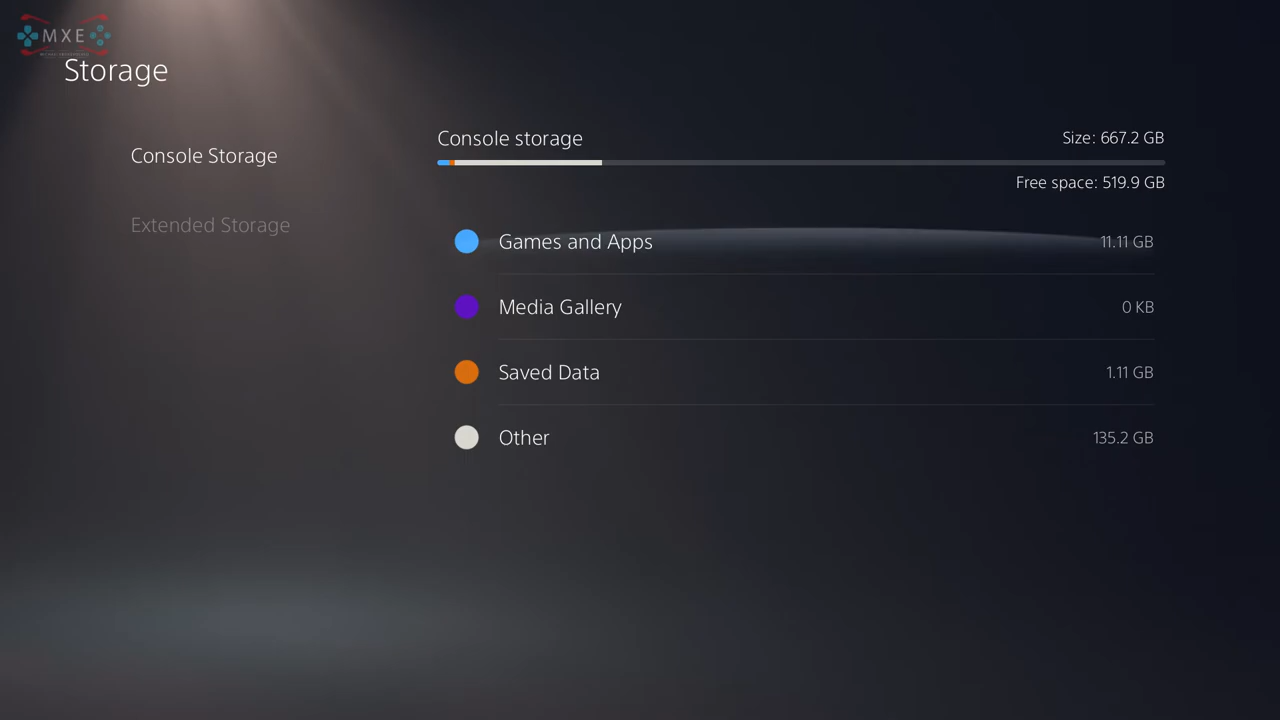 MXE
Storage
Console Storage
Extended Storage
Console storage
Size: 667.2 GB
Free space: 519.9 GB
Games and Apps
11.11 GB
Media Gallery
0 KB
Saved Data
1.11 GB
Other
135.2 GB